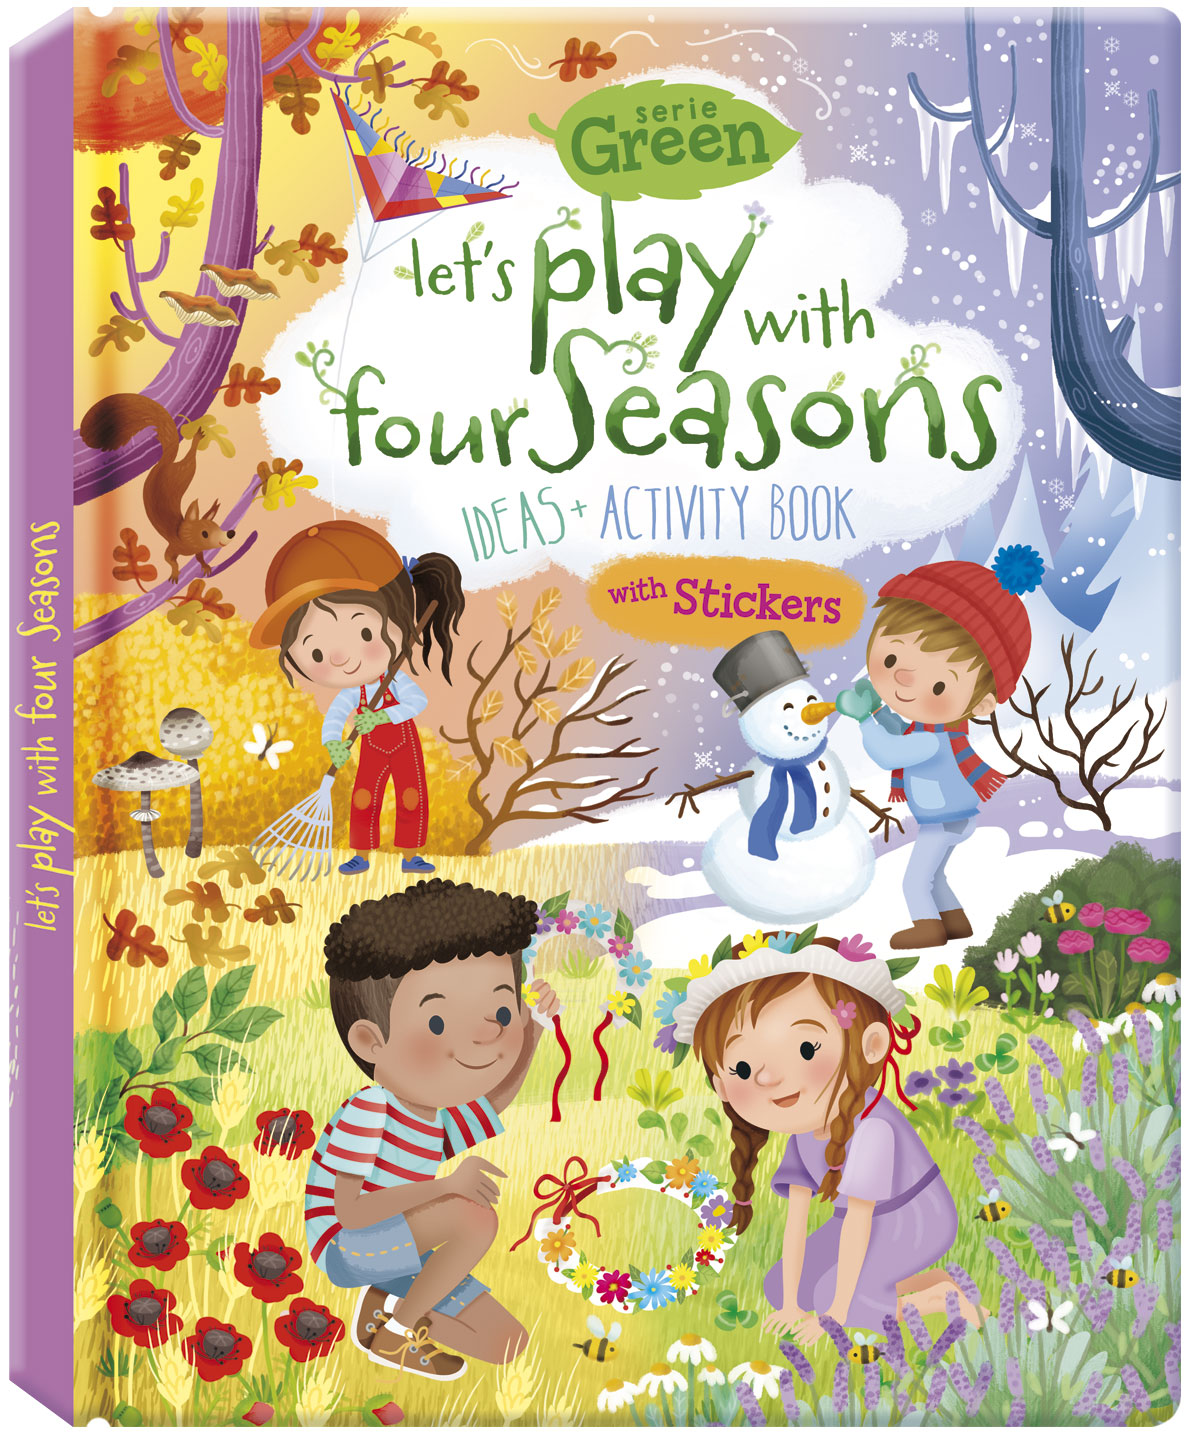 serie
Green
let's play with
four Seasons
IDEAS + ACTIVITY BOOK
with Stickers
let's play with four Seasons